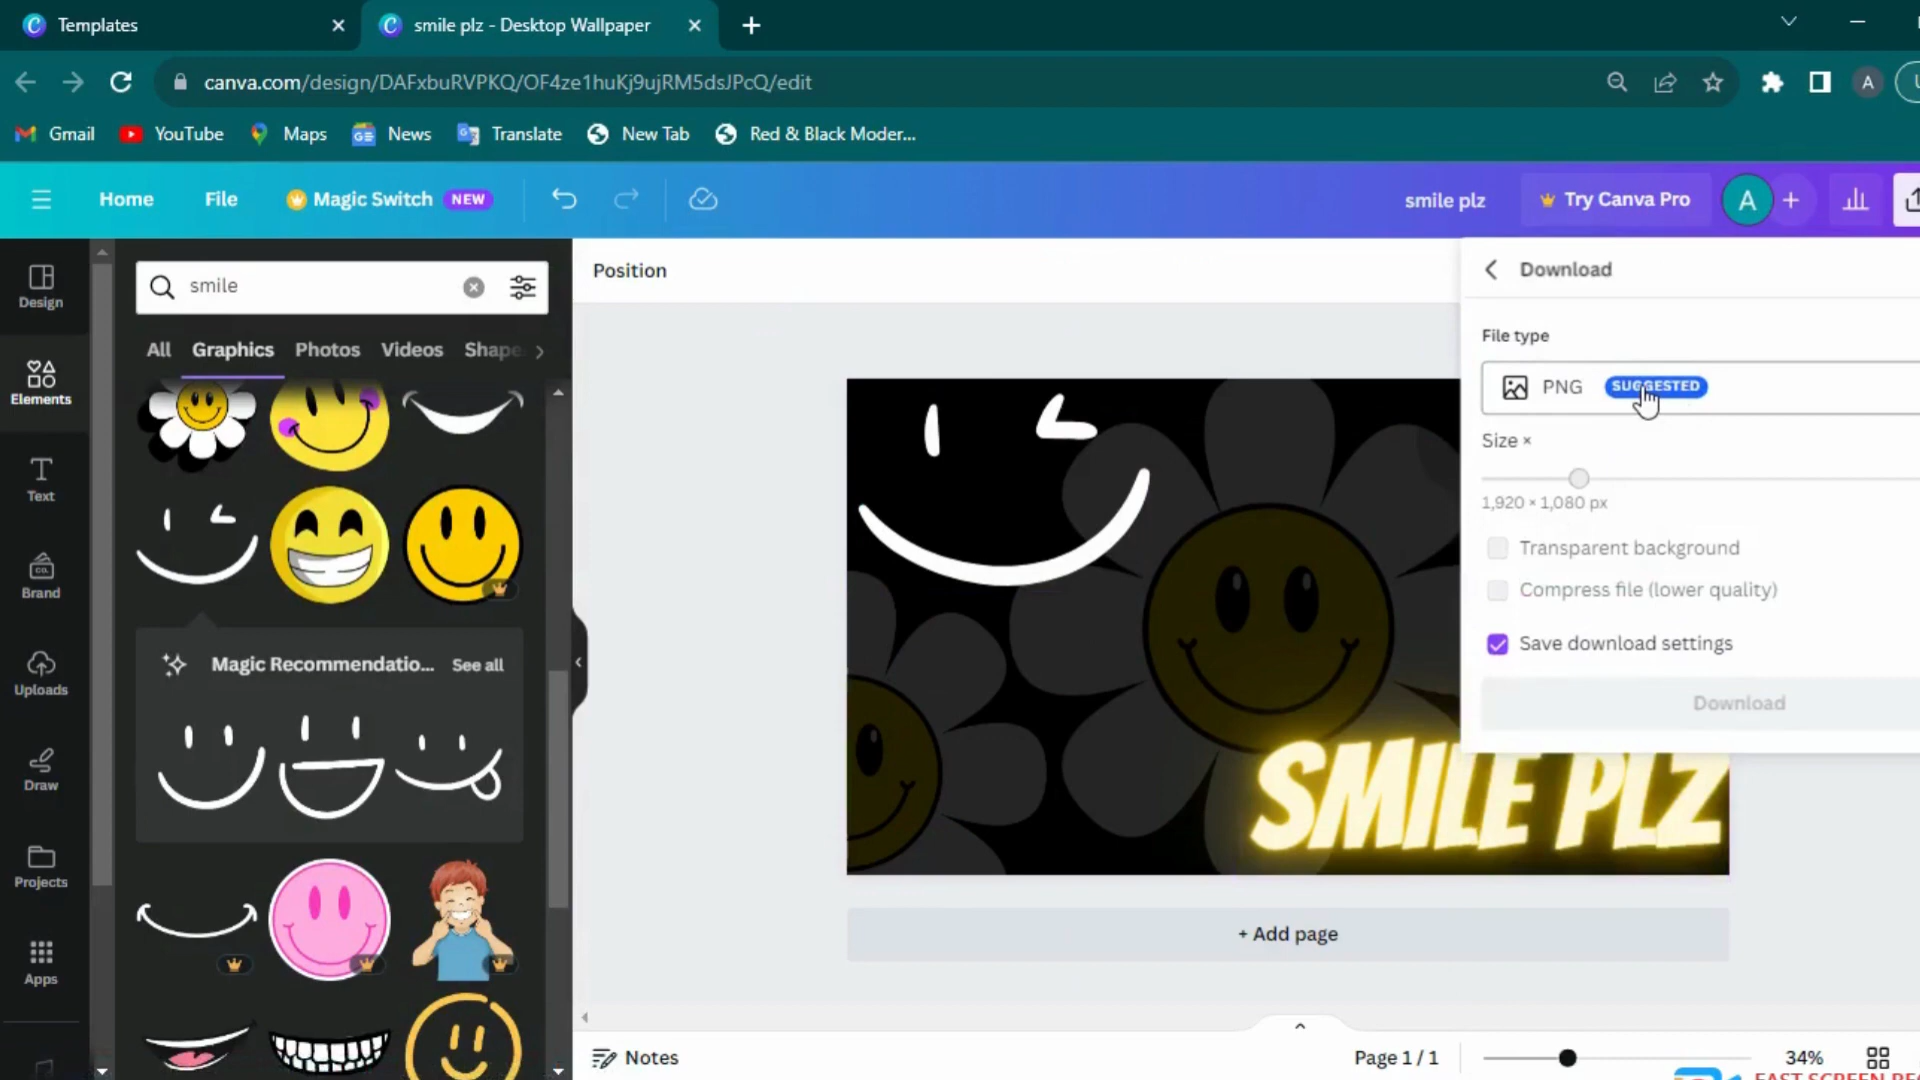 Templates
smile plz - Desktop Wallpaper
canva.com/design/DAFxbuRVPKQ/OF4ze1huKj9ujRM5dsJPcQ/edit
A
Gmail
YouTube
Maps
News
Translate
New Tab
Red & Black Moder...
Home
File
Magic Switch
NEW
smile plz
Try Canva Pro
A
Design
Elements
Text
Brand
Uploads
Draw
Projects
Apps
smile
All
Graphics
Photos
Videos
Shape
Magic Recommendatio...
See all
Position
SMILE PLZ
+ Add page
Download
File type
PNG
SUGGESTED
Size ×
1,920 × 1,080 px
Transparent background
Compress file (lower quality)
Save download settings
Download
Notes
Page 1 / 1
34%